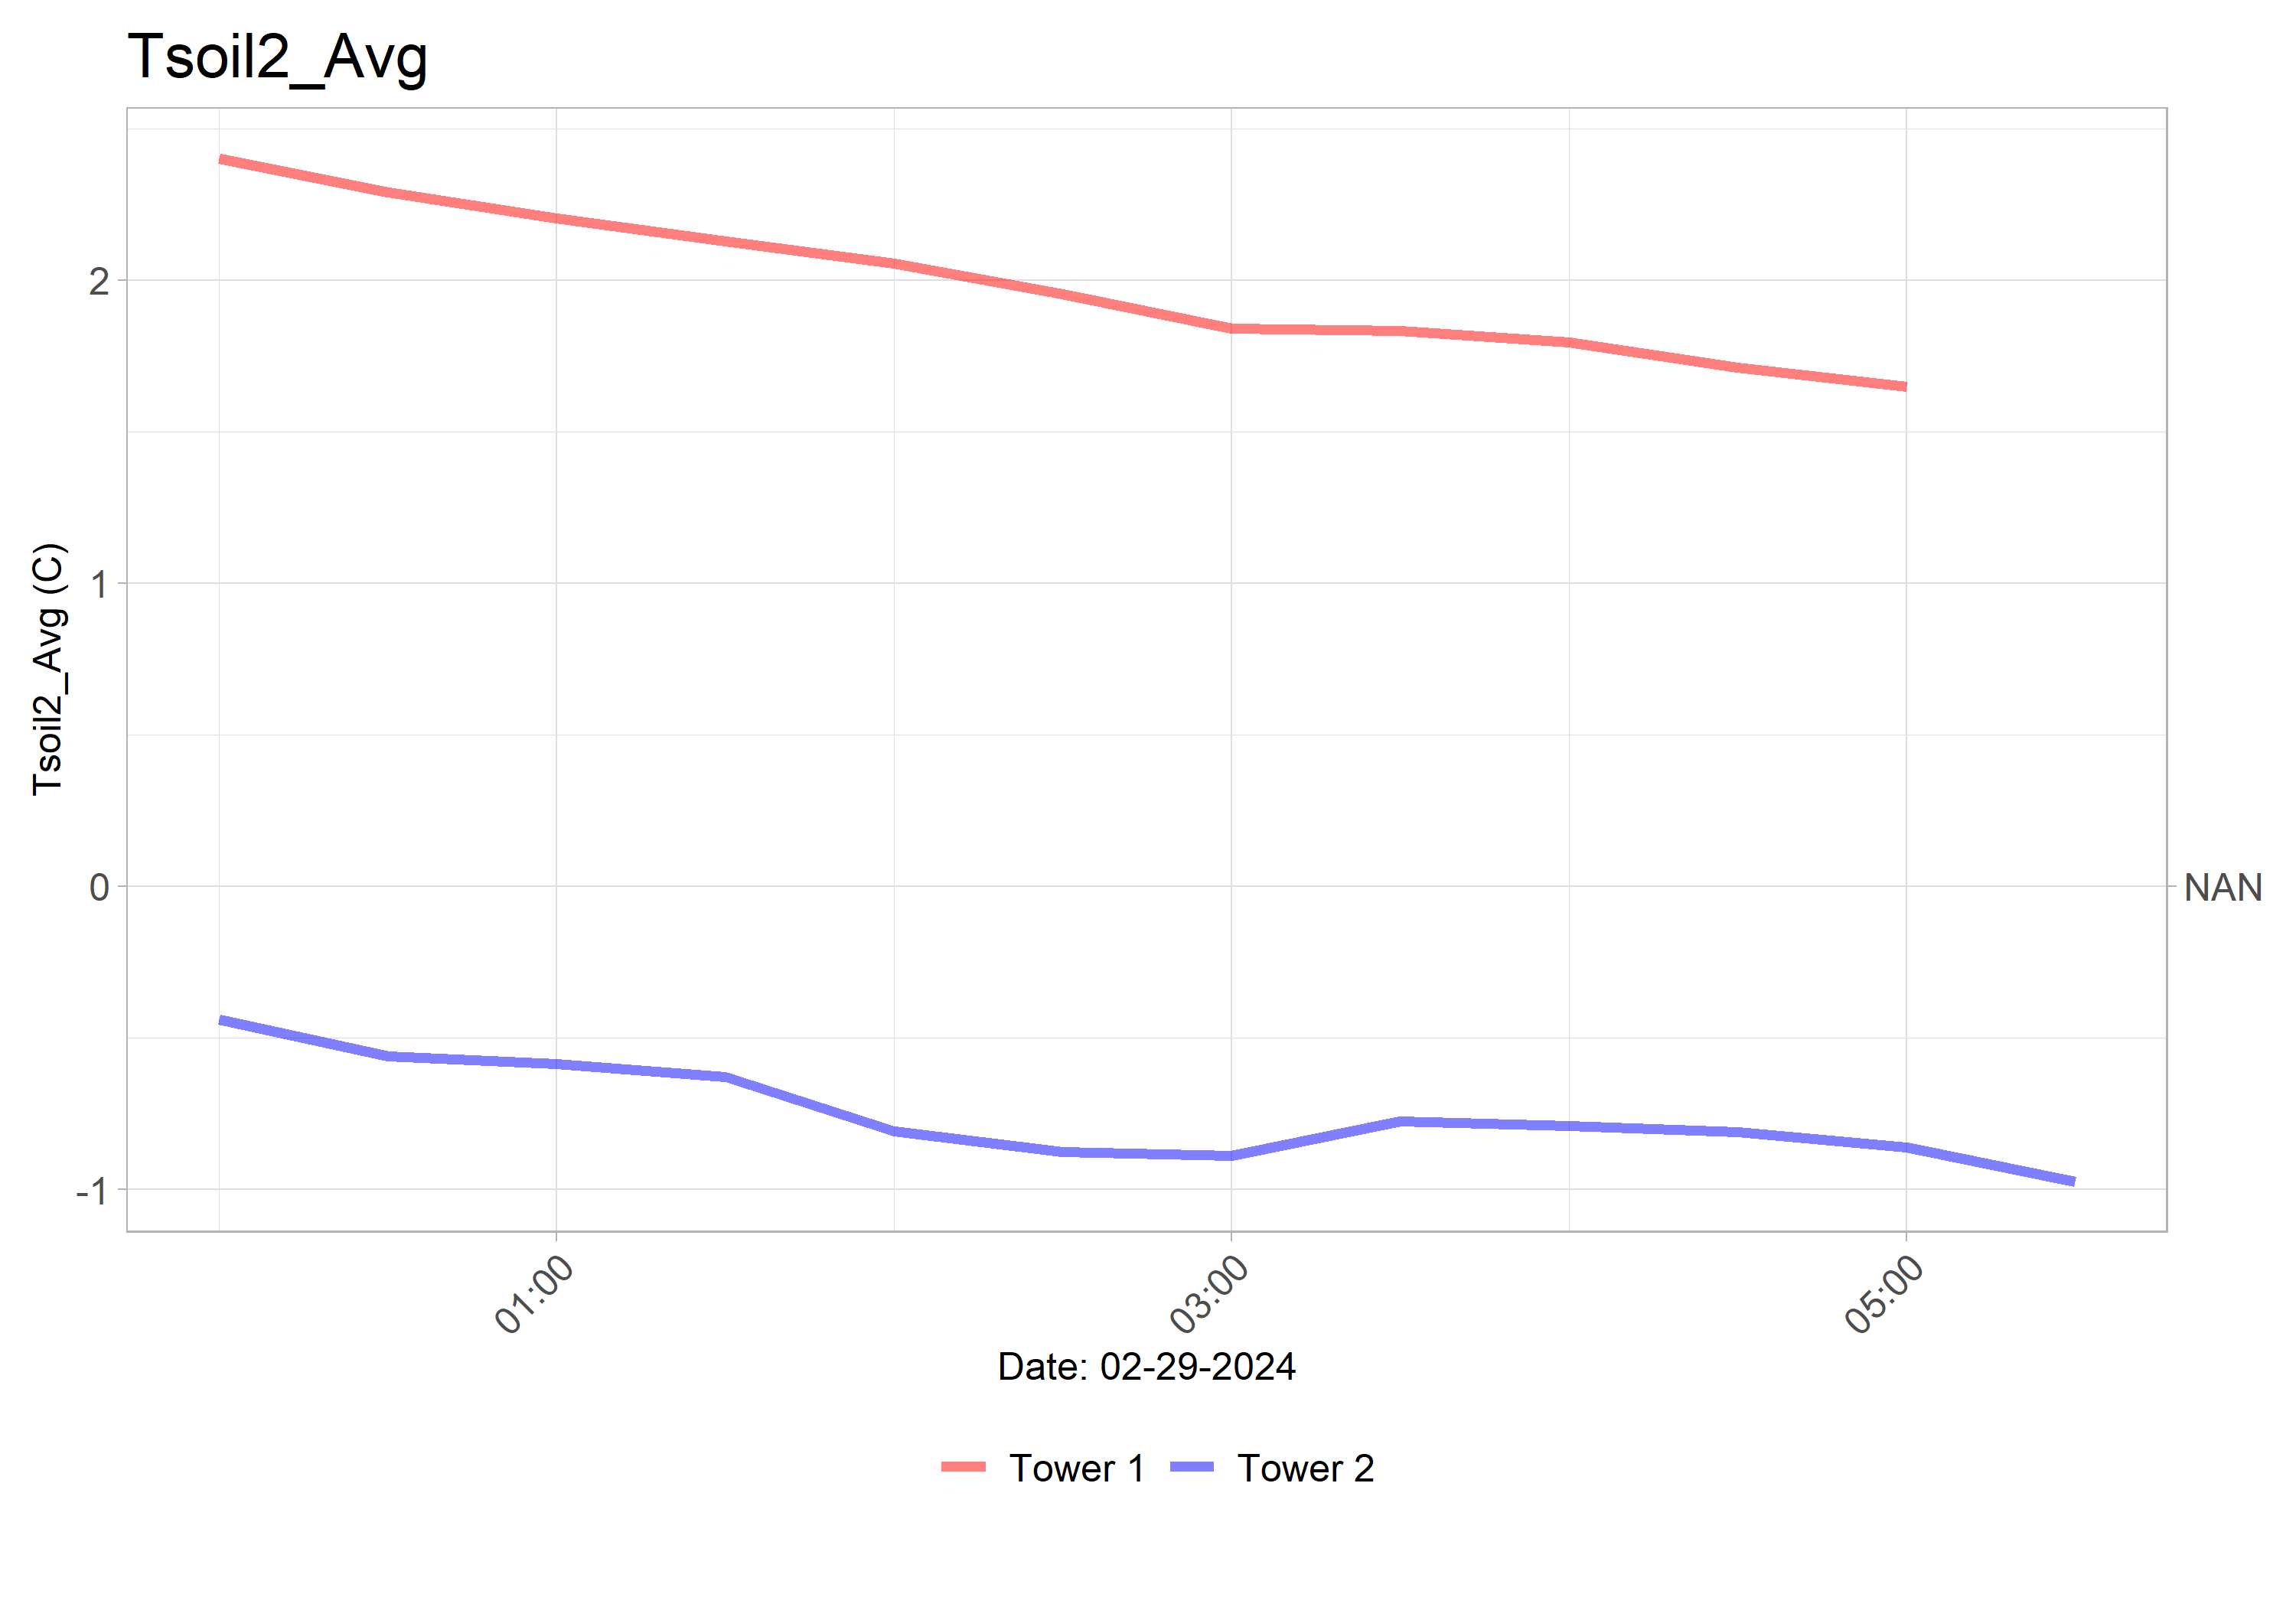 Tsoil2_Avg
Tsoil2_Avg (C)
2
1
0
-1
NAN
01:00
03:00
05:00
Date: 02-29-2024
Tower 1
Tower 2